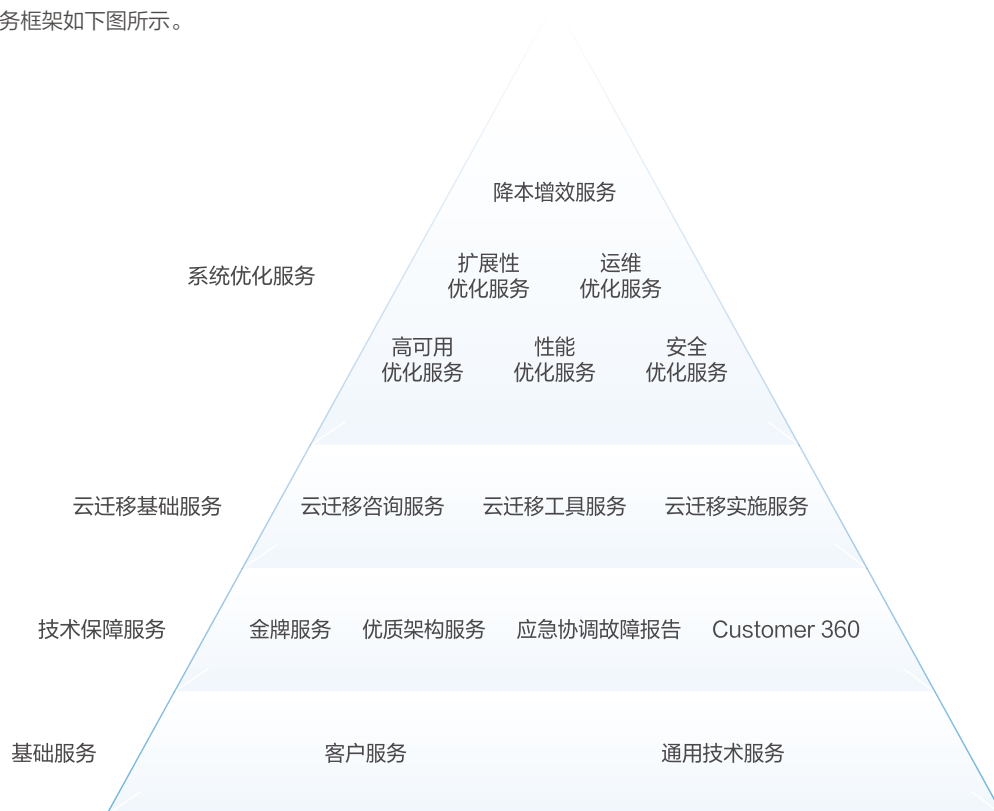 务框架如下图所示。
降本增效服务
系统优化服务
扩展性
优化服务
运维
优化服务
高可用
优化服务
性能
优化服务
安全
优化服务
云迁移基础服务
云迁移咨询服务 云迁移工具服务 云迁移实施服务
技术保障服务
金牌服务 优质架构服务 应急协调故障报告 Customer 360
基础服务
客户服务 通用技术服务